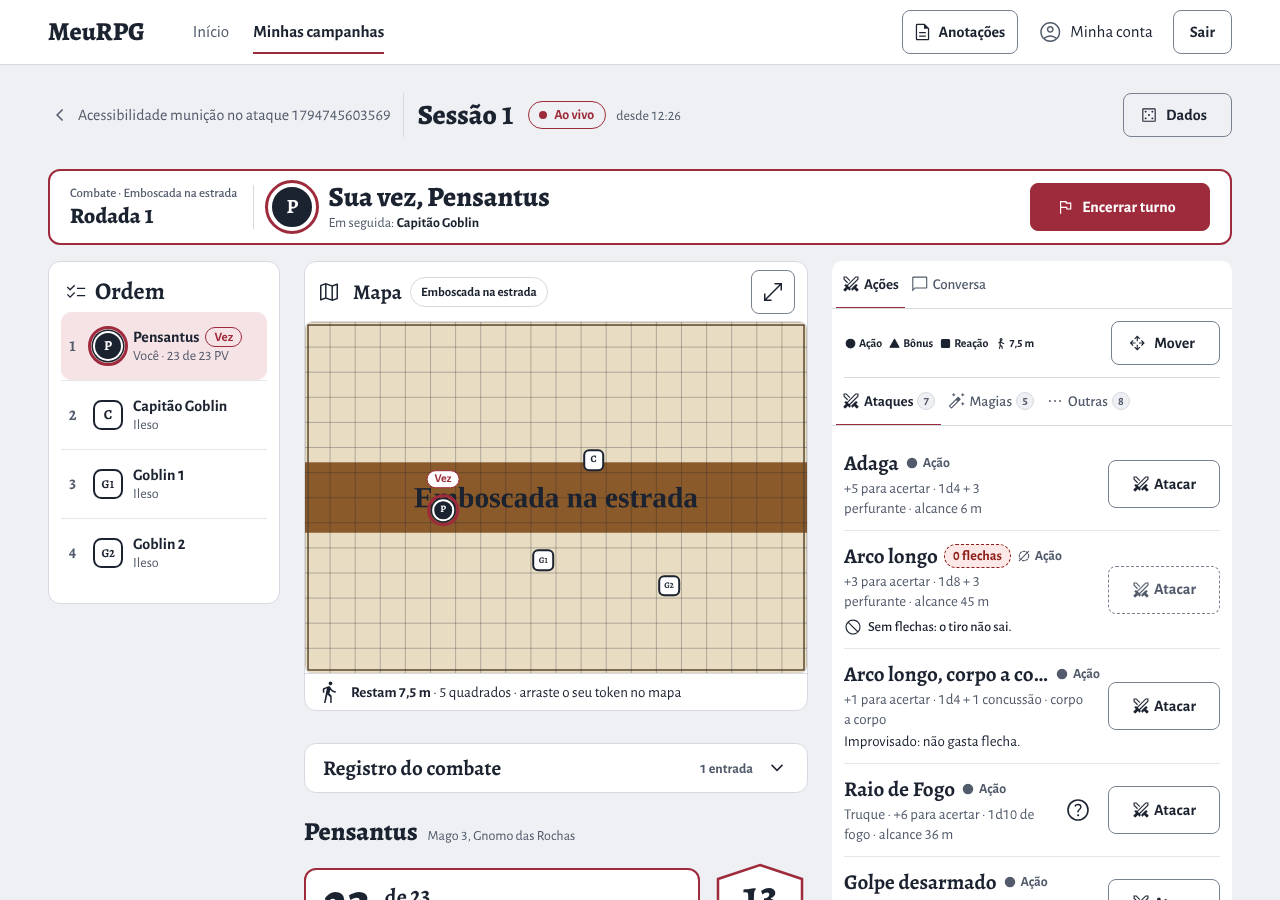 MeuRPG
Início
Minhas campanhas
Anotações
Minha conta
Sair
Acessibilidade munição no ataque 1794745603569
Sessão 1
Ao vivo
desde 12:26
Dados
Combate · Emboscada na estrada
Rodada 1
P
Sua vez, Pensantus
Em seguida: Capitão Goblin
Encerrar turno
Ordem
1
P
Pensantus
Vez
Você · 23 de 23 PV
2
C
Capitão Goblin
Ileso
3
G1
Goblin 1
Ileso
4
G2
Goblin 2
Ileso
Mapa
Emboscada na estrada
C
Vez
Emboscada na estrada
P
G1
G2
Restam 7,5 m · 5 quadrados · arraste o seu token no mapa
Registro do combate
1 entrada
Pensantus
Mago 3, Gnomo das Rochas
de 23
13
Ações
Conversa
Ação
Bônus
Reação
7,5 m
Mover
Ataques 7
Magias 5
Outras 8
Adaga
Ação
+5 para acertar · 1d4 + 3
perfurante · alcance 6 m
Atacar
Arco longo
0 flechas
Ação
+3 para acertar · 1d8 + 3
perfurante · alcance 45 m
Sem flechas: o tiro não sai.
Atacar
Arco longo, corpo a co...
Ação
+1 para acertar · 1d4 + 1 concussão · corpo
a corpo
Improvisado: não gasta flecha.
Atacar
Raio de Fogo
Ação
Truque · +6 para acertar · 1d10 de
fogo · alcance 36 m
Atacar
Golpe desarmado
Ação